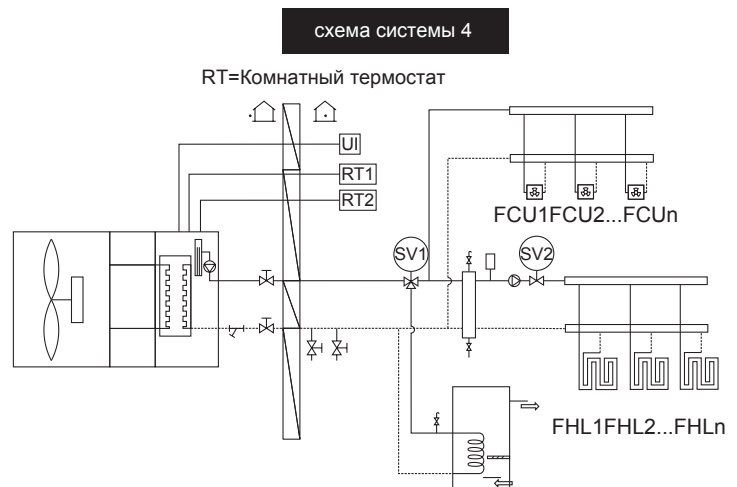 схема системы 4
RT=Комнатный термостат
UI
RT1
RT2
FCU1FCU2...FCUn
SV1
SV2
FHL1FHL2...FHLn